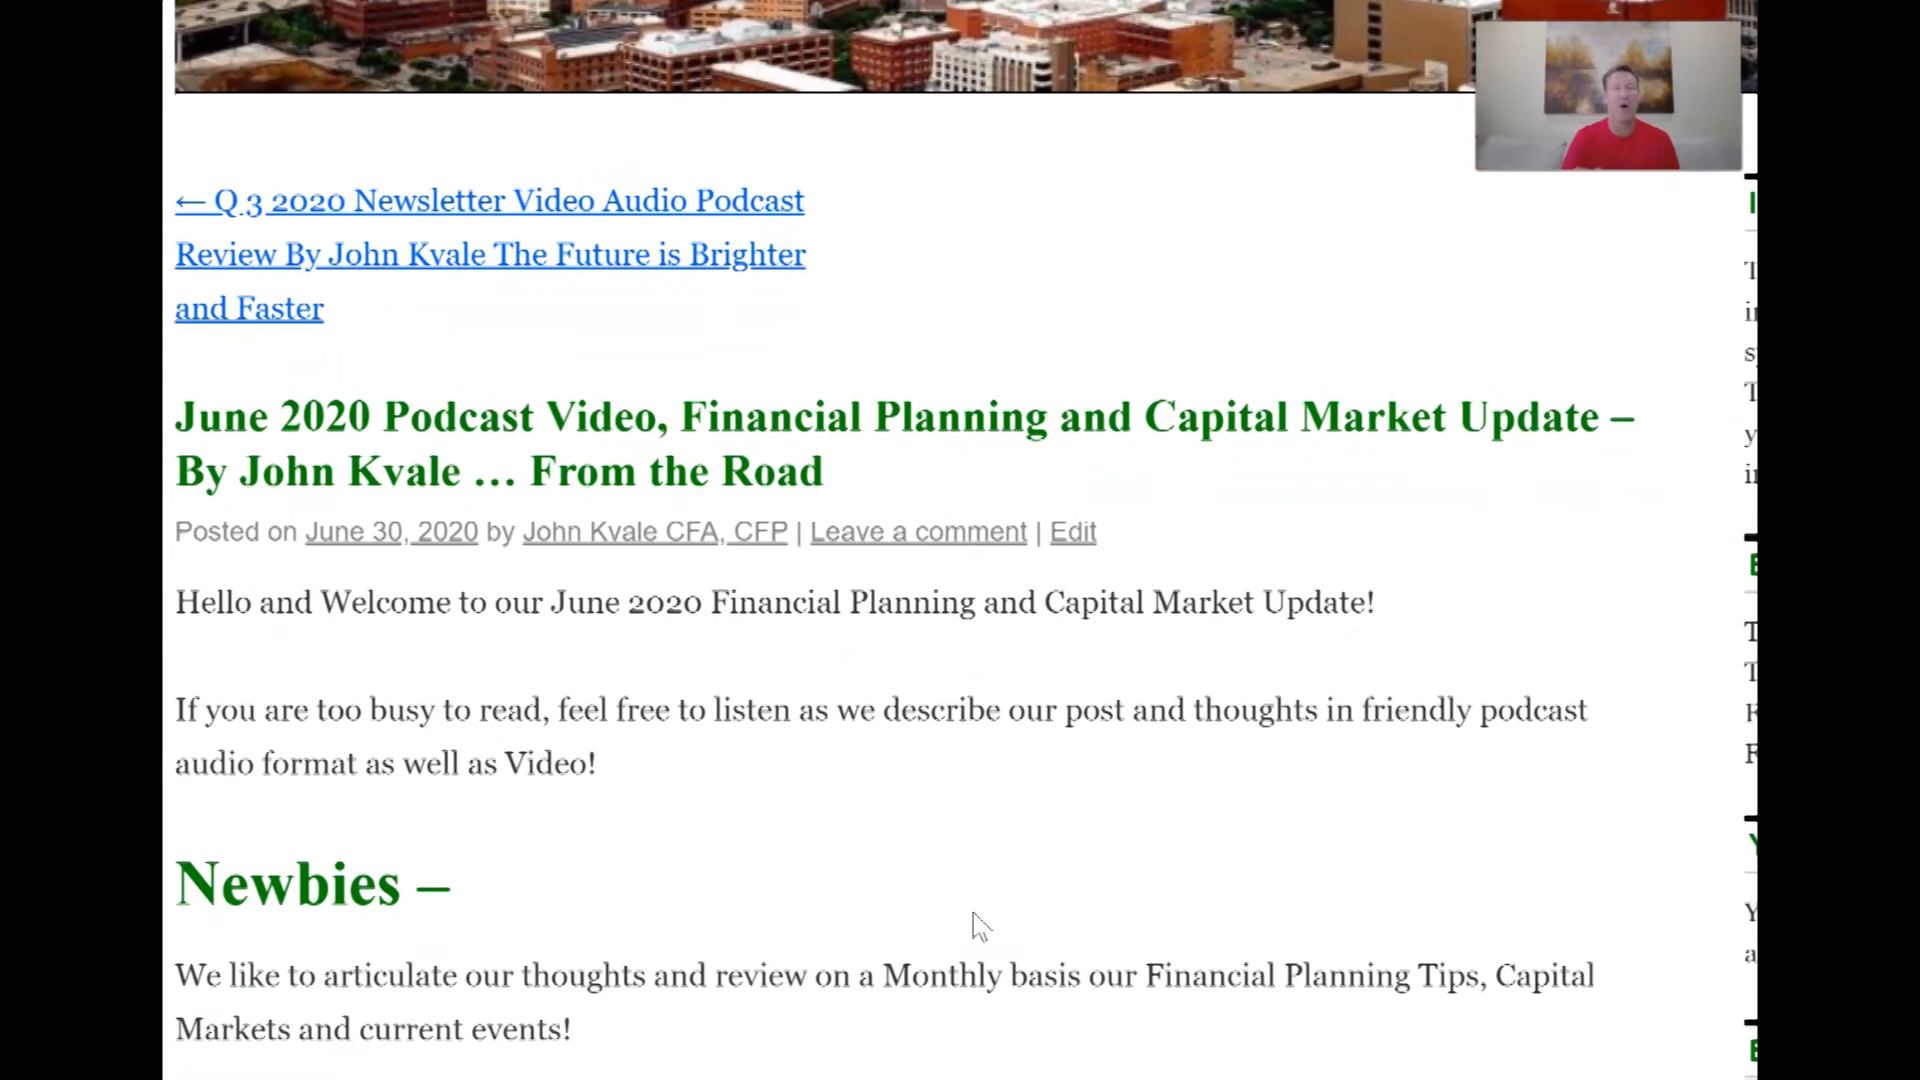 ← Q 3 2020 Newsletter Video Audio Podcast
Review By John Kvale The Future is Brighter
and Faster
June 2020 Podcast Video, Financial Planning and Capital Market Update –
By John Kvale … From the Road
Posted on June 30, 2020 by John Kvale CFA, CFP | Leave a comment | Edit
Hello and Welcome to our June 2020 Financial Planning and Capital Market Update!
If you are too busy to read, feel free to listen as we describe our post and thoughts in friendly podcast
audio format as well as Video!
Newbies –
We like to articulate our thoughts and review on a Monthly basis our Financial Planning Tips, Capital
Markets and current events!